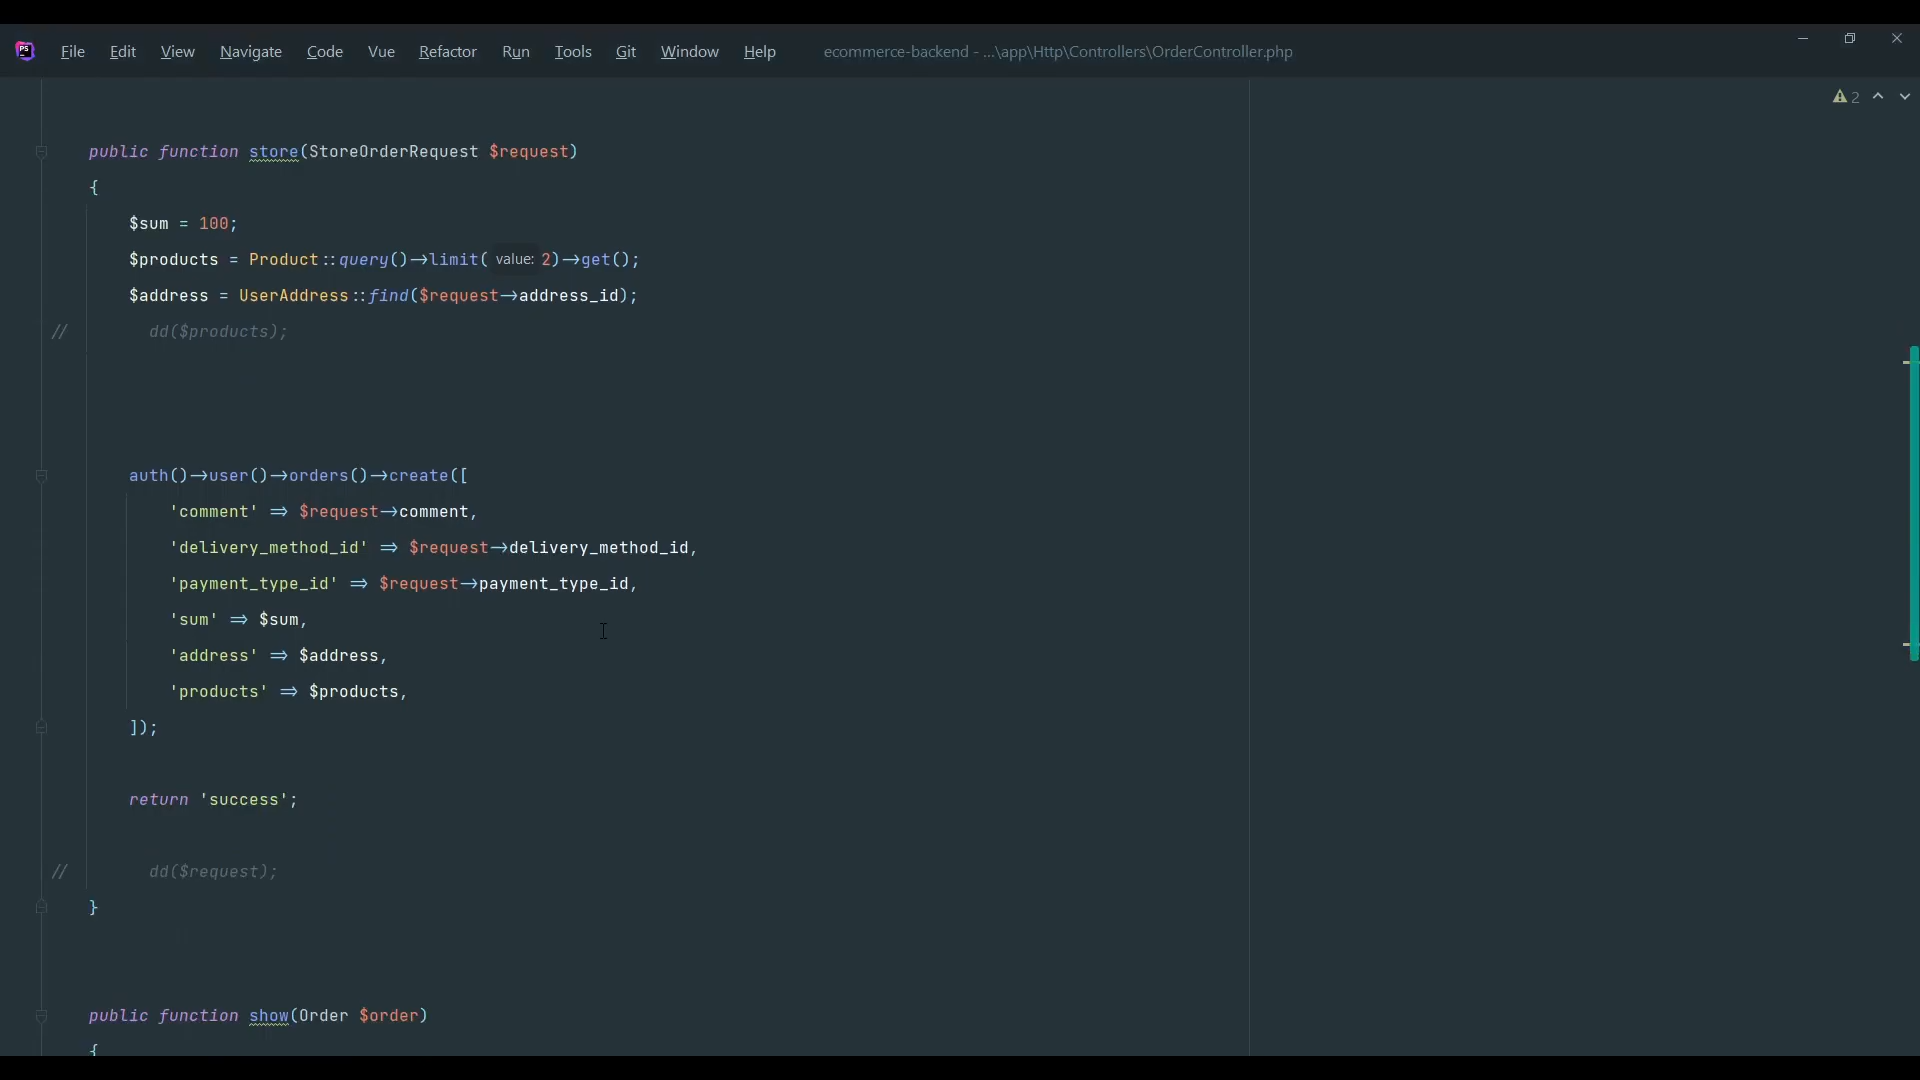 PS File Edit View Navigate Code Vue Refactor Run Tools Git Window Help ecommerce-backend - ...\app\Http\Controllers\OrderController.php
2
public function store(StoreOrderRequest $request)
{
$sum = 100;
$products = Product::query()->limit( value: 2)->get();
$address = UserAddress::find($request->address_id);
// dd($products);
auth()->user()->orders()->create([
'comment' => $request->comment,
'delivery_method_id' => $request->delivery_method_id,
'payment_type_id' => $request->payment_type_id,
'sum' => $sum,
'address' => $address,
'products' => $products,
]);
return 'success';
// dd($request);
}
public function show(Order $order)
{